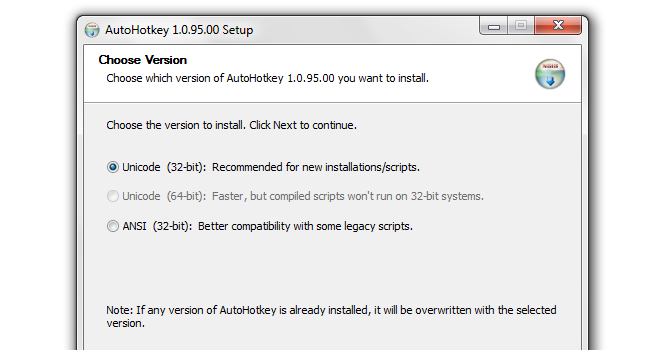 AutoHotkey 1.0.95.00 Setup
Choose Version
Choose which version of AutoHotkey 1.0.95.00 you want to install.
Choose the version to install. Click Next to continue.
Unicode (32-bit): Recommended for new installations/scripts.
Unicode (64-bit): Faster, but compiled scripts won't run on 32-bit systems.
ANSI (32-bit): Better compatibility with some legacy scripts.
Note: If any version of AutoHotkey is already installed, it will be overwritten with the selected
version.